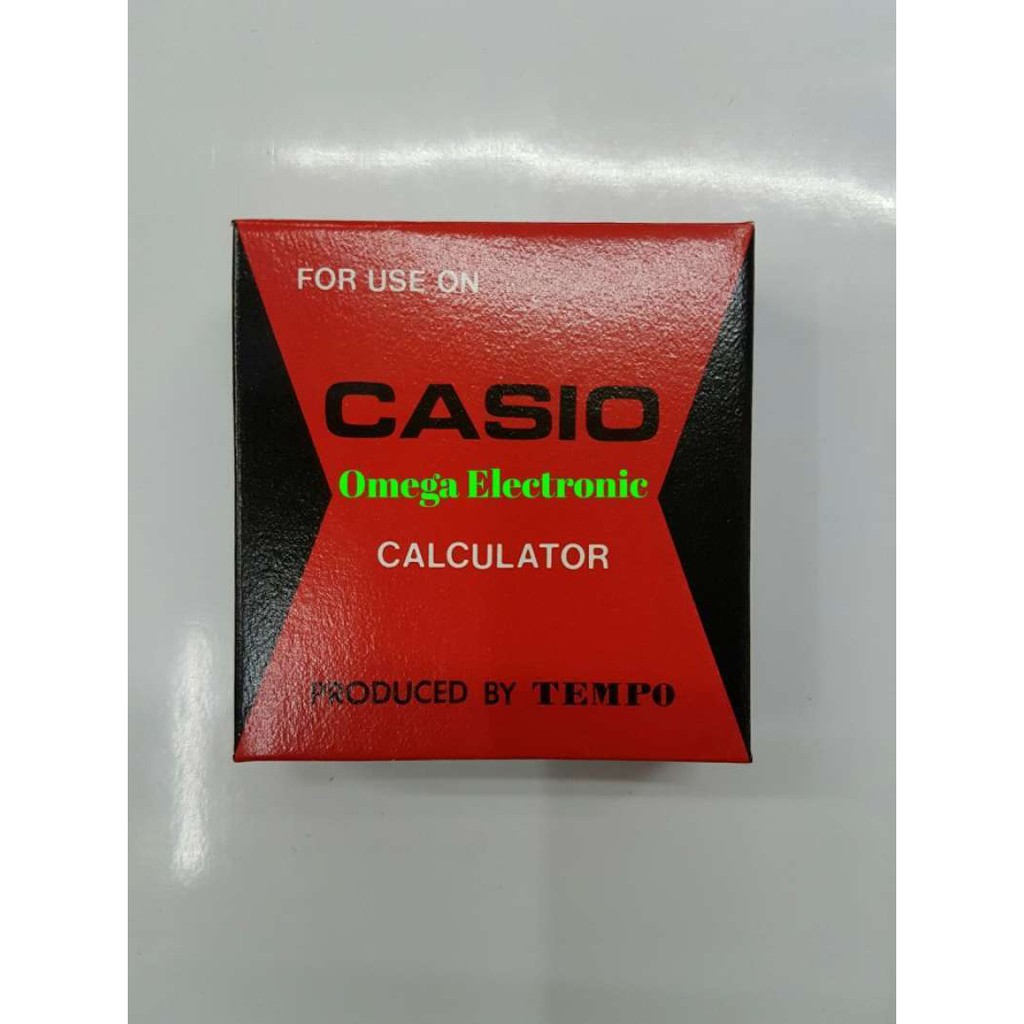 FOR USE ON
CASIO
Omega Electronic
CALCULATOR
PRODUCED BY TEMPO